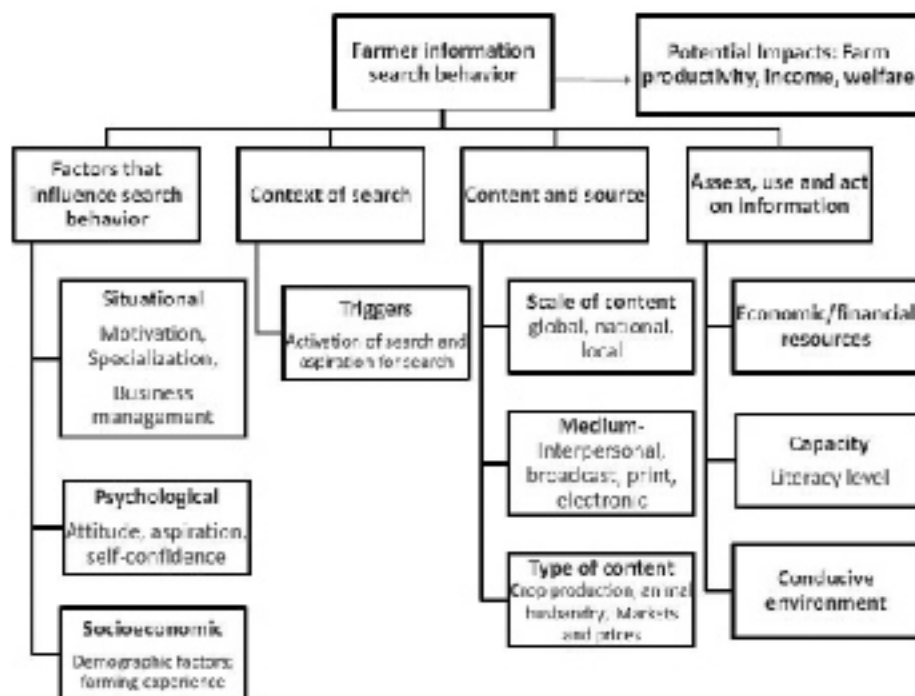 Farmer information
search behavior
Potential Impacts: Farm
productivity, income, welfare
Factors that
influence search
behavior
Context of search
Content and source
Assess, use and act
on information
Situational
Motivation,
Specialization,
Business
management
Psychological
Attitude, aspiration,
self-confidence
Socioeconomic
Demographic factors;
farming experience
Triggers
Activation of search and
aspiration for search
Scale of content
global, national,
local
Medium-
Interpersonal,
broadcast, print,
electronic
Type of content
Crop production, animal
husbandry, Markets
and prices
Economic/financial
resources
Capacity
Literacy level
Conducive
environment